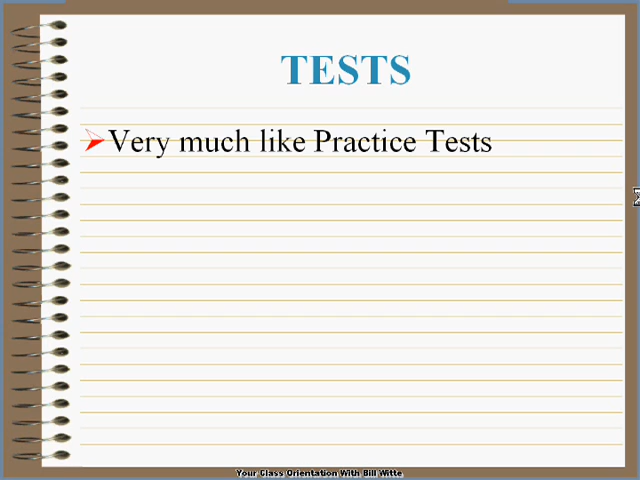 TESTS
Very much like Practice Tests
Your Class Orientation With Bill Witte